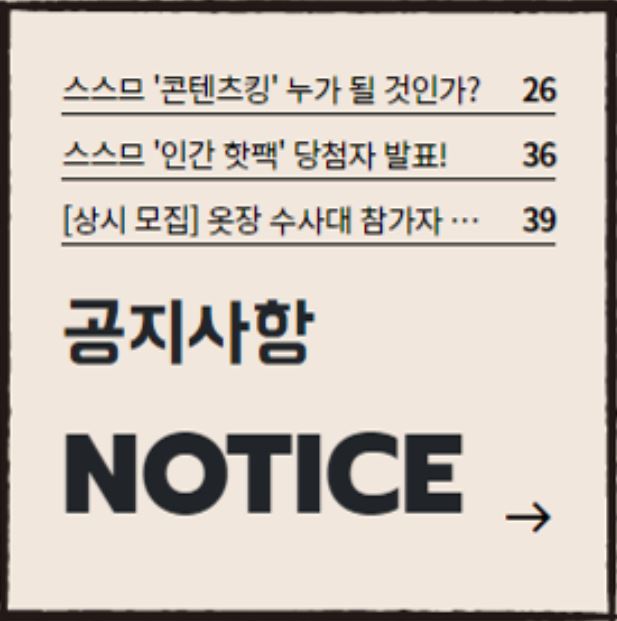 스스므 '콘텐츠킹' 누가 될 것인가? 26
스스므 '인간 핫팩' 당첨자 발표! 36
[상시 모집] 옷장 수사대 참가자 ⋯ 39
공지사항
NOTICE
→